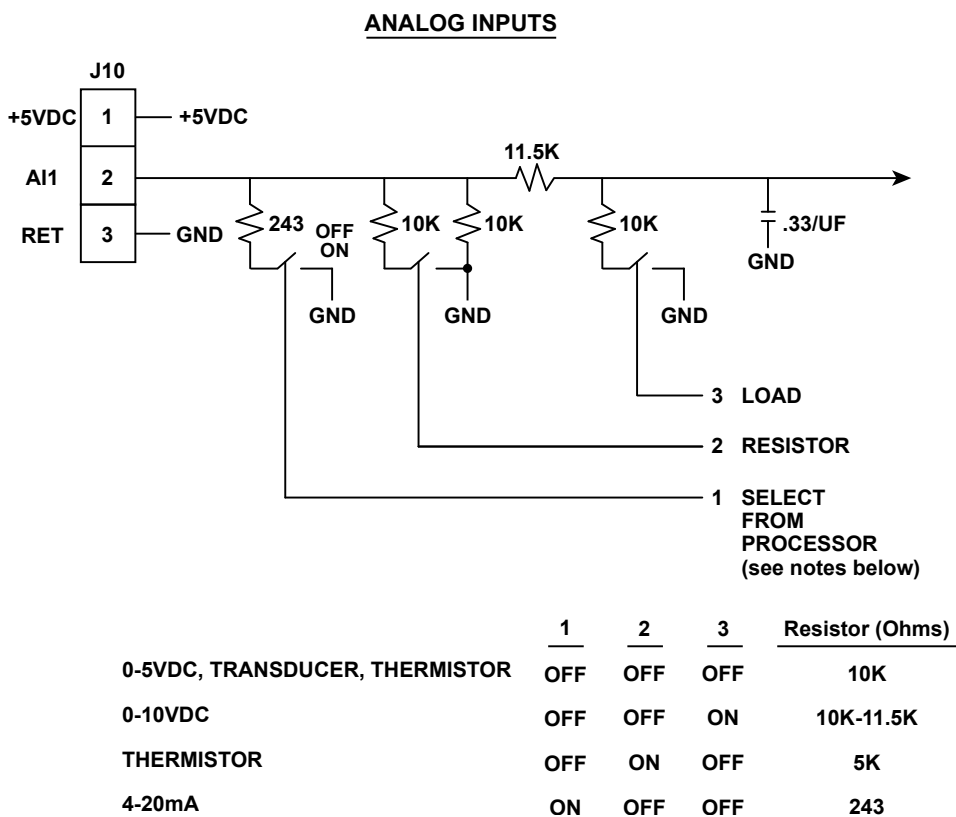 ANALOG INPUTS
J10
+5VDC 1 +5VDC
11.5K
AI1 2
243 OFF ON 10K 10K 10K .33/UF
RET 3 GND
GND
GND GND GND
3 LOAD
2 RESISTOR
1 SELECT
FROM
PROCESSOR
(see notes below)
1 2 3 Resistor (Ohms)
0-5VDC, TRANSDUCER, THERMISTOR OFF OFF OFF 10K
0-10VDC OFF OFF ON 10K-11.5K
THERMISTOR OFF ON OFF 5K
4-20mA ON OFF OFF 243